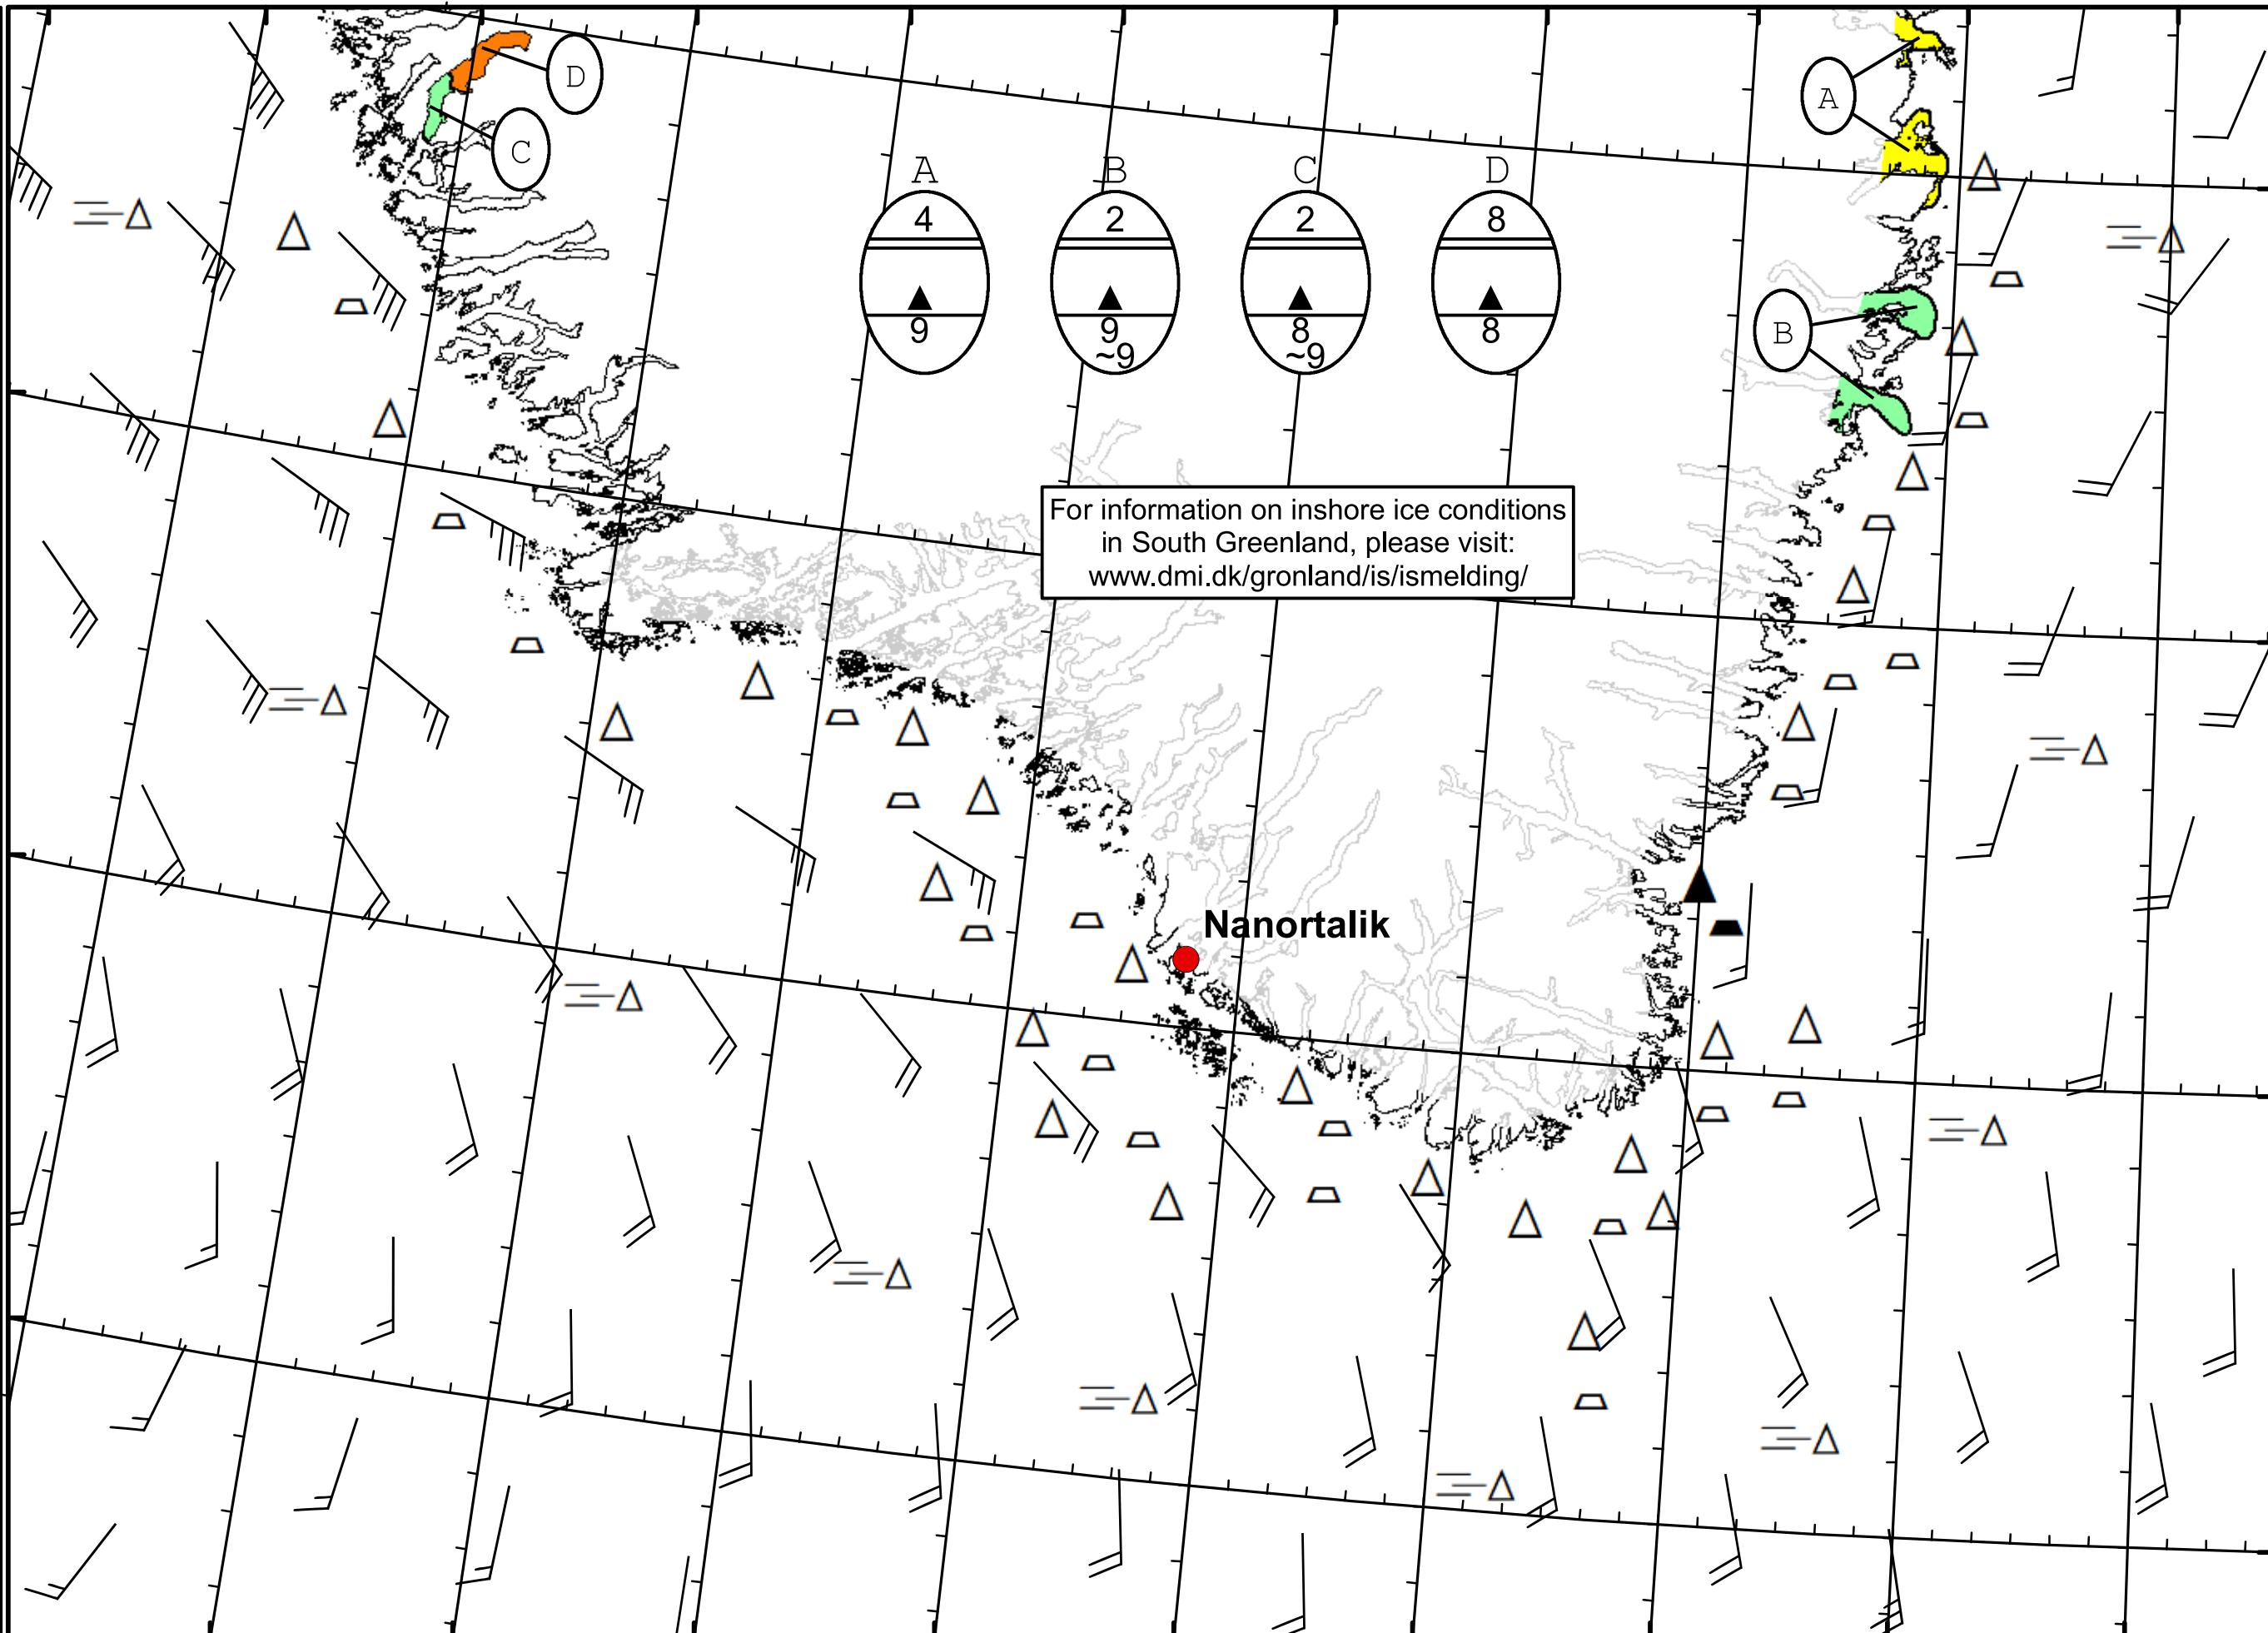 D
C
A
A B C D
4 2 2 8
9 9 8 8
~9 ~9
B
For information on inshore ice conditions
in South Greenland, please visit:
www.dmi.dk/gronland/is/ismelding/
Nanortalik